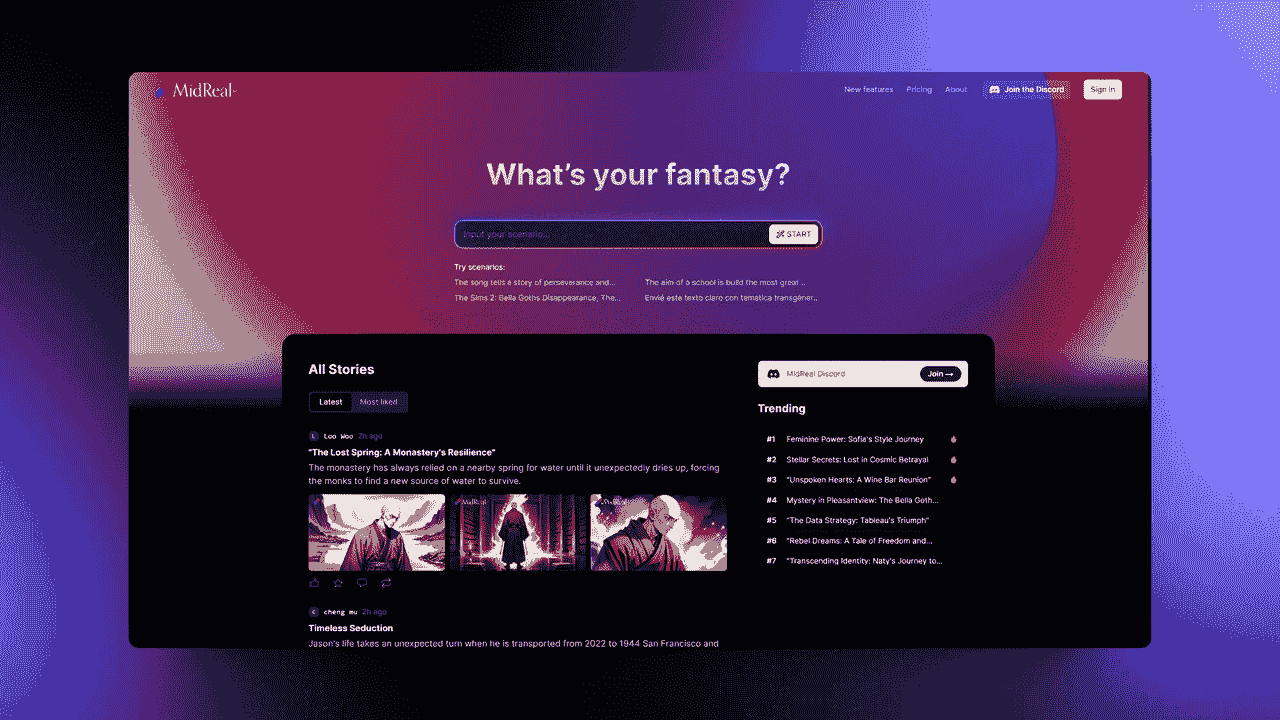 MidReal
New features
Pricing
About
Join the Discord
Sign in
What's your fantasy?
Input your scenario...
START
Try scenarios:
The song tells a story of perseverance and...
The aim of a school is build the most great ...
The Sims 2: Bella Goths Disappearance, The...
Envié este texto claro con temática transgéner...
All Stories
Latest
Most liked
L Loo Woo 2h ago
"The Lost Spring: A Monastery's Resilience"
The monastery has always relied on a nearby spring for water until it unexpectedly dries up, forcing
the monks to find a new source of water to survive.
MidReal
C cheng mu 2h ago
Timeless Seduction
Jason's life takes an unexpected turn when he is transported from 2022 to 1944 San Francisco and
MidReal Discord
Join →
Trending
#1 Feminine Power: Sofia's Style Journey
#2 Stellar Secrets: Lost in Cosmic Betrayal
#3 "Unspoken Hearts: A Wine Bar Reunion"
#4 Mystery in Pleasantview: The Bella Goth...
#5 "The Data Strategy: Tableau's Triumph"
#6 "Rebel Dreams: A Tale of Freedom and...
#7 "Transcending Identity: Naty's Journey to...